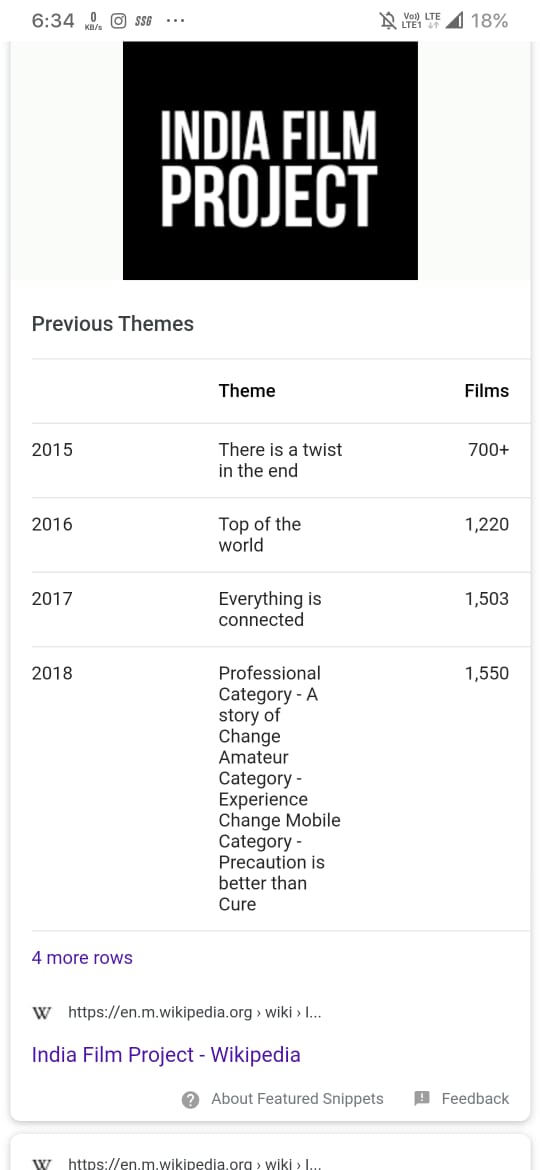 6:34 0 KB/s SSG ... Vo)) LTE LTE1 18%
INDIA FILM
PROJECT
Previous Themes
Theme Films
2015 There is a twist 700+
in the end
2016 Top of the 1,220
world
2017 Everything is 1,503
connected
2018 Professional 1,550
Category - A
story of
Change
Amateur
Category -
Experience
Change Mobile
Category -
Precaution is
better than
Cure
4 more rows
W https://en.m.wikipedia.org › wiki › I...
India Film Project - Wikipedia
About Featured Snippets Feedback
W https://en.m.wikipedia.org › wiki › I...